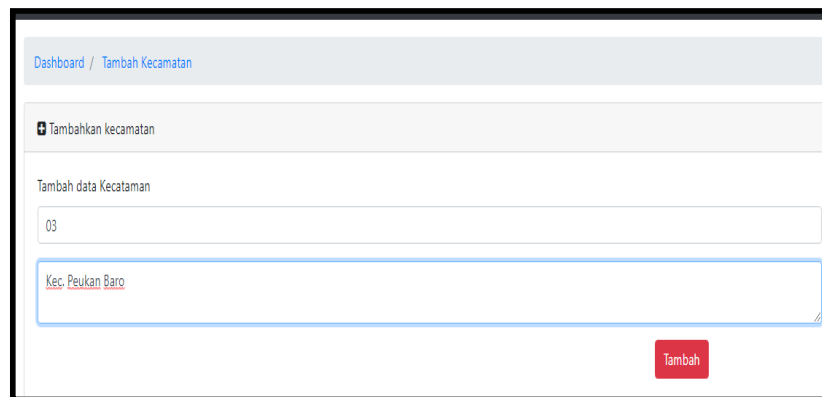 Dashboard / Tambah Kecamatan
Tambahkan kecamatan
Tambah data Kecataman
03
Kec. Peukan Baro
Tambah